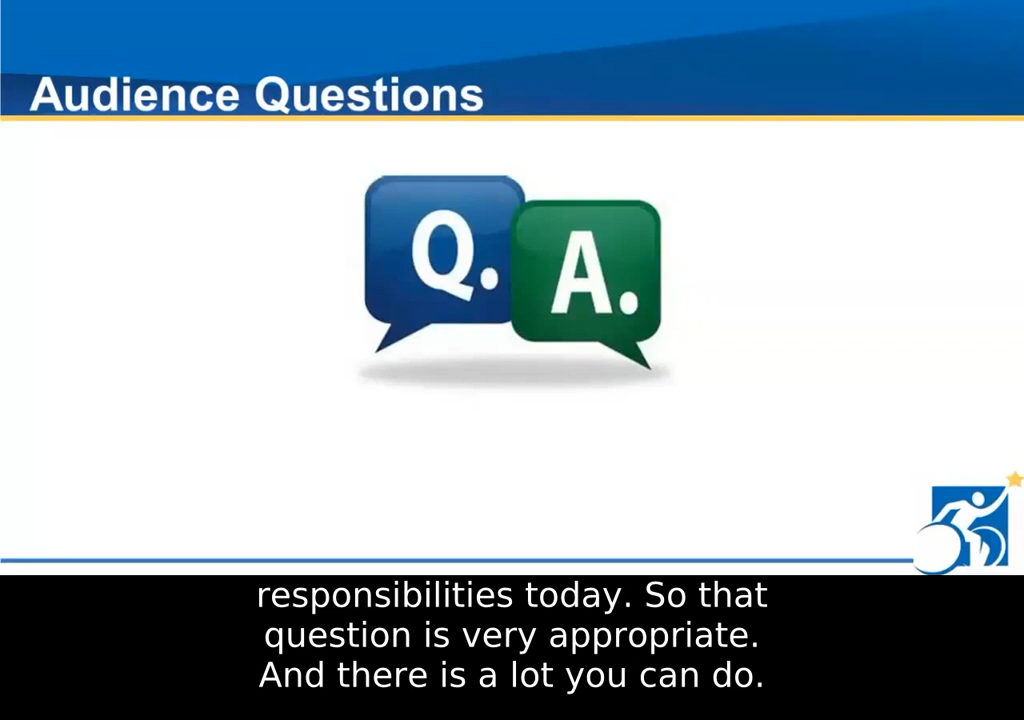 Audience Questions
Q.
A.
responsibilities today. So that
question is very appropriate.
And there is a lot you can do.